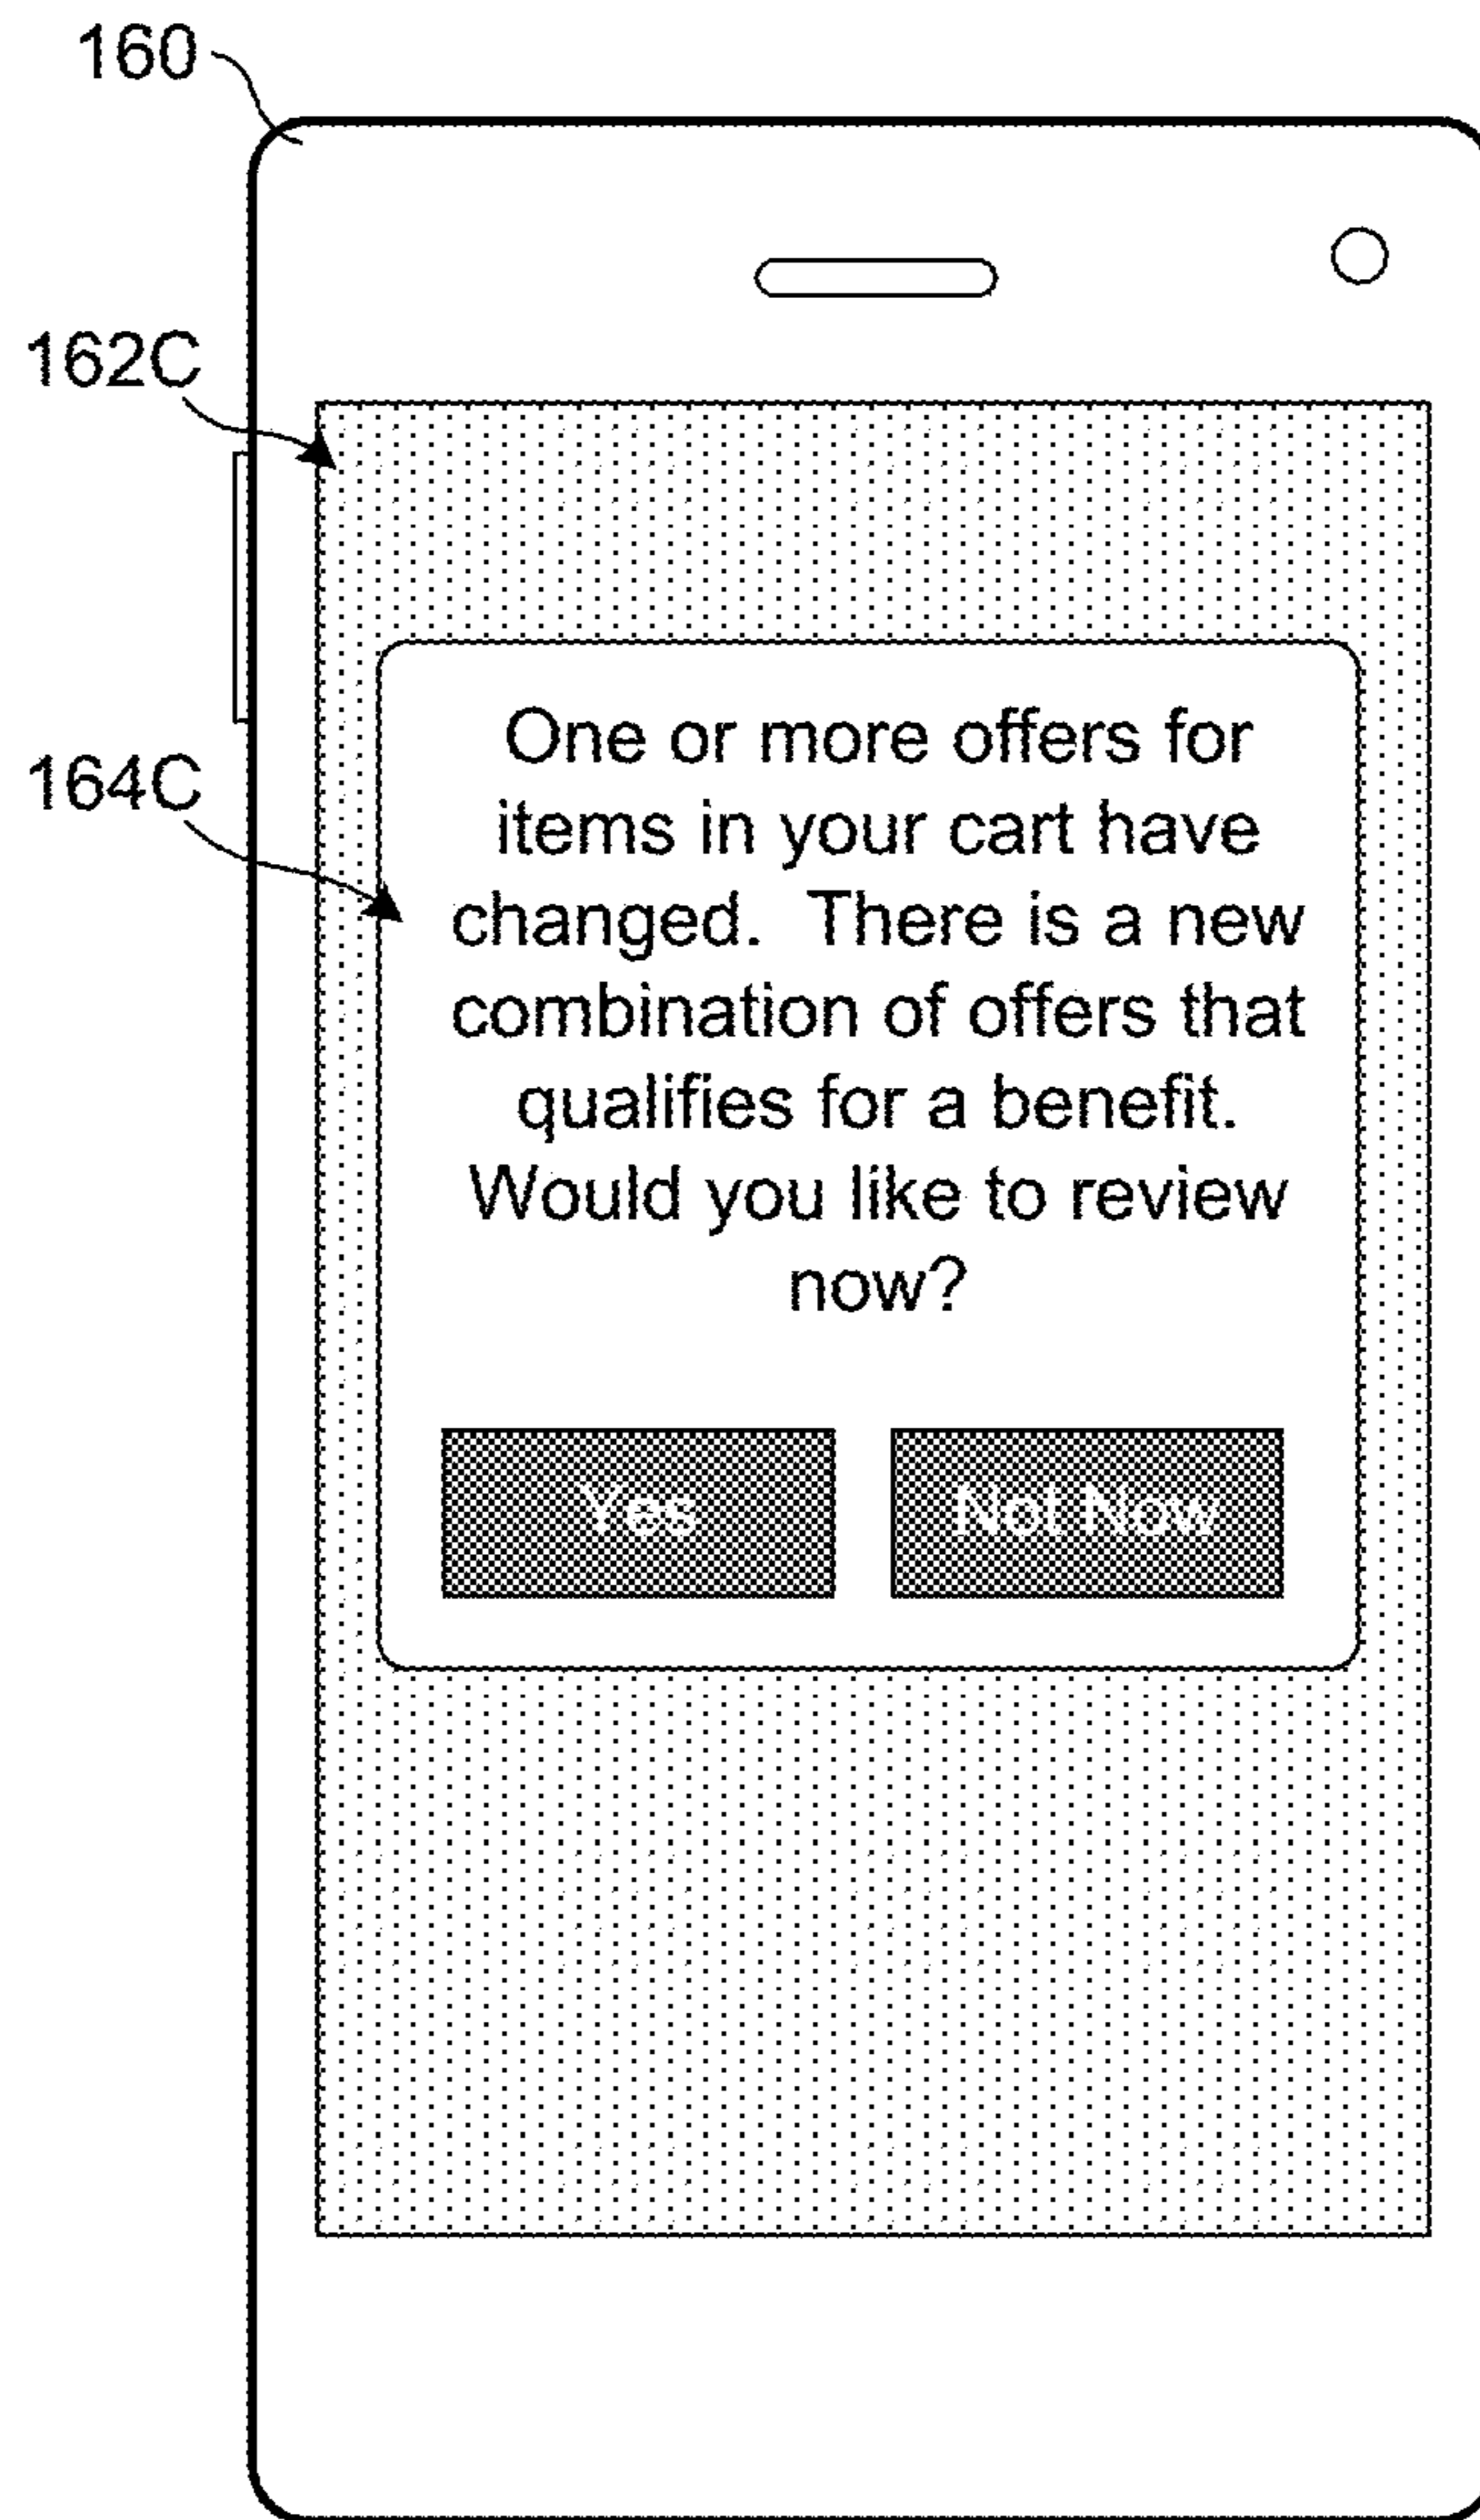 160
162C
164C
One or more offers for
items in your cart have
changed.  There is a new
combination of offers that
qualifies for a benefit.
Would you like to review
now?
Yes
Not Now